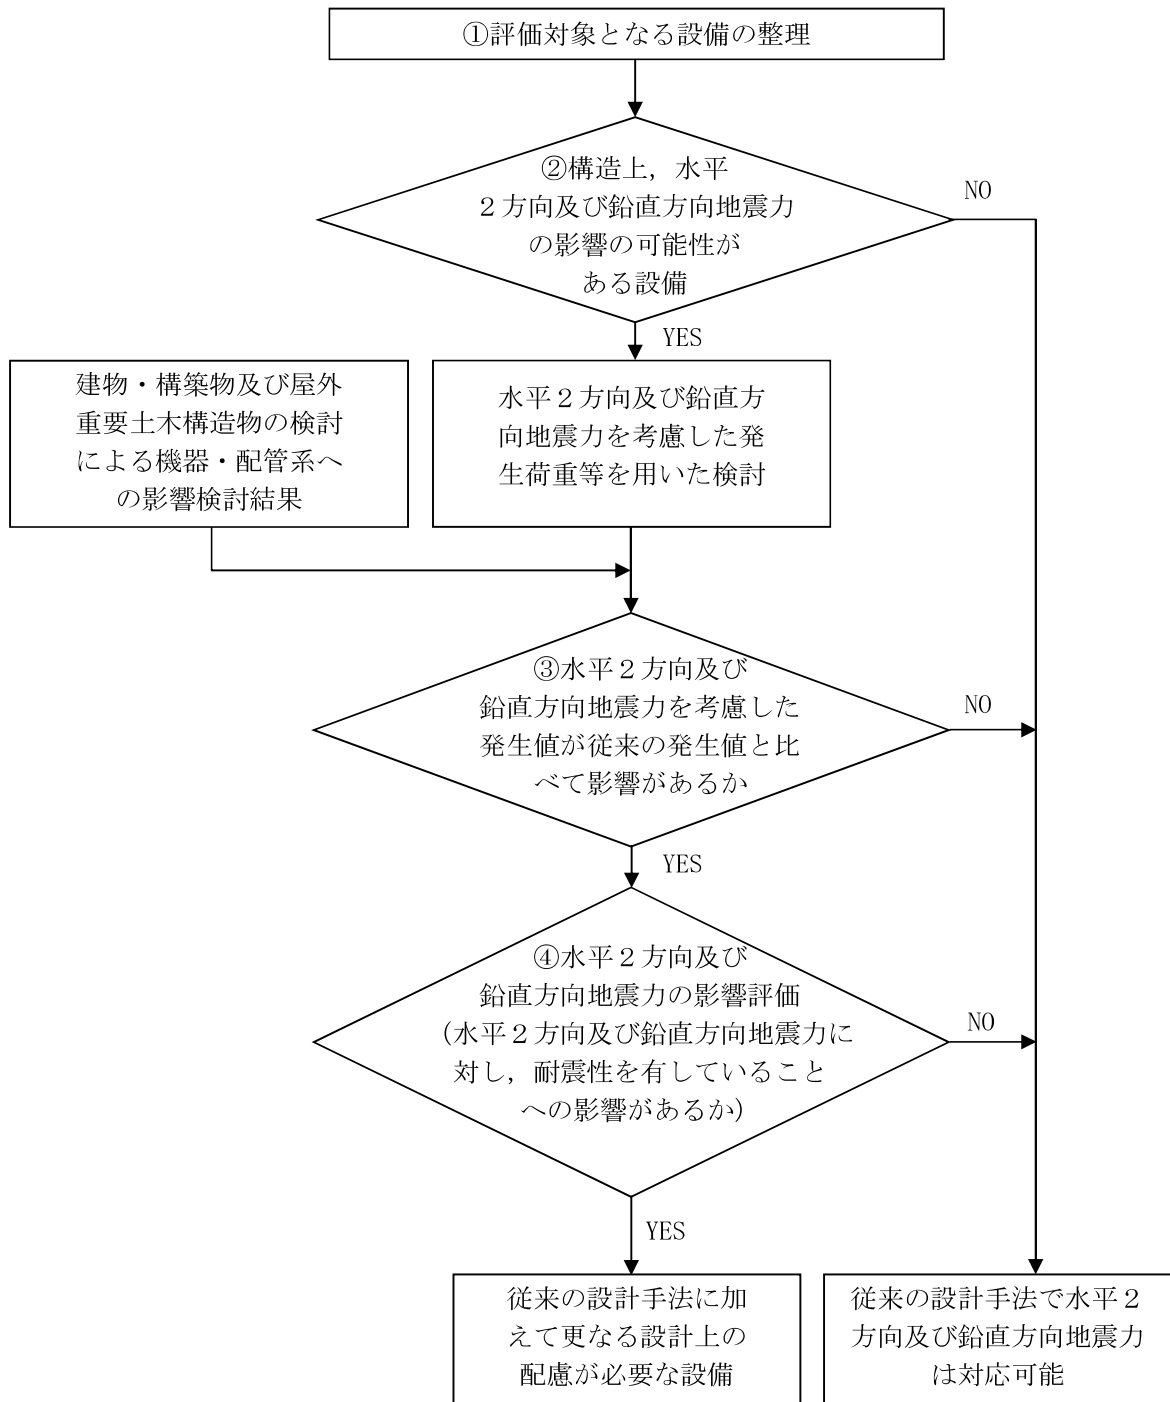 ①評価対象となる設備の整理
②構造上，水平
２方向及び鉛直方向地震力
の影響の可能性が
ある設備
NO
YES
建物・構築物及び屋外
重要土木構造物の検討
による機器・配管系へ
の影響検討結果
水平２方向及び鉛直方
向地震力を考慮した発
生荷重等を用いた検討
③水平２方向及び
鉛直方向地震力を考慮した
発生値が従来の発生値と比
べて影響があるか
NO
YES
④水平２方向及び
鉛直方向地震力の影響評価
（水平２方向及び鉛直方向地震力に
対し，耐震性を有していること
への影響があるか）
NO
YES
従来の設計手法に加
えて更なる設計上の
配慮が必要な設備
従来の設計手法で水平２
方向及び鉛直方向地震力
は対応可能